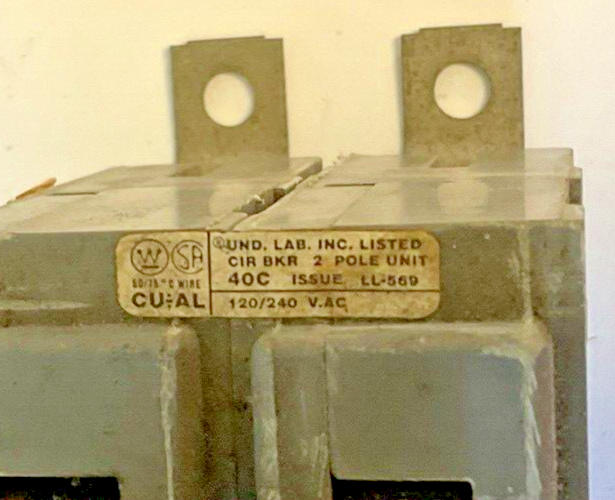 W SA
60/75°C WIRE
CU-AL
UND. LAB. INC. LISTED
CIR BKR 2 POLE UNIT
40C ISSUE LL-569
120/240 V.AC